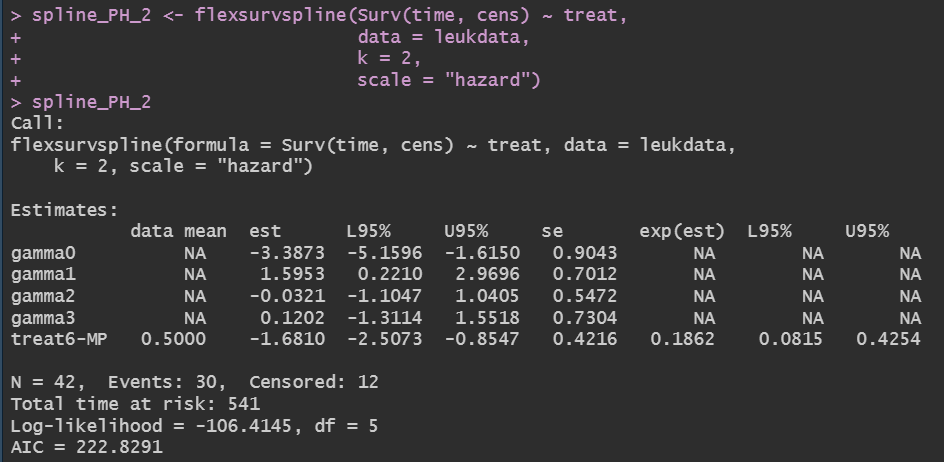 > spline_PH_2 <- flexsurvspline(Surv(time, cens) ~ treat,
+                               data = leukdata,
+                               k = 2,
+                               scale = "hazard")
> spline_PH_2
Call:
flexsurvspline(formula = Surv(time, cens) ~ treat, data = leukdata,
    k = 2, scale = "hazard")

Estimates:
           data mean  est      L95%     U95%     se       exp(est)  L95%     U95%
gamma0          NA    -3.3873  -5.1596  -1.6150   0.9043       NA        NA       NA
gamma1          NA     1.5953   0.2210   2.9696   0.7012       NA        NA       NA
gamma2          NA    -0.0321  -1.1047   1.0405   0.5472       NA        NA       NA
gamma3          NA     0.1202  -1.3114   1.5518   0.7304       NA        NA       NA
treat6-MP   0.5000    -1.6810  -2.5073  -0.8547   0.4216   0.1862    0.0815   0.4254

N = 42,  Events: 30,  Censored: 12
Total time at risk: 541
Log-likelihood = -106.4145, df = 5
AIC = 222.8291